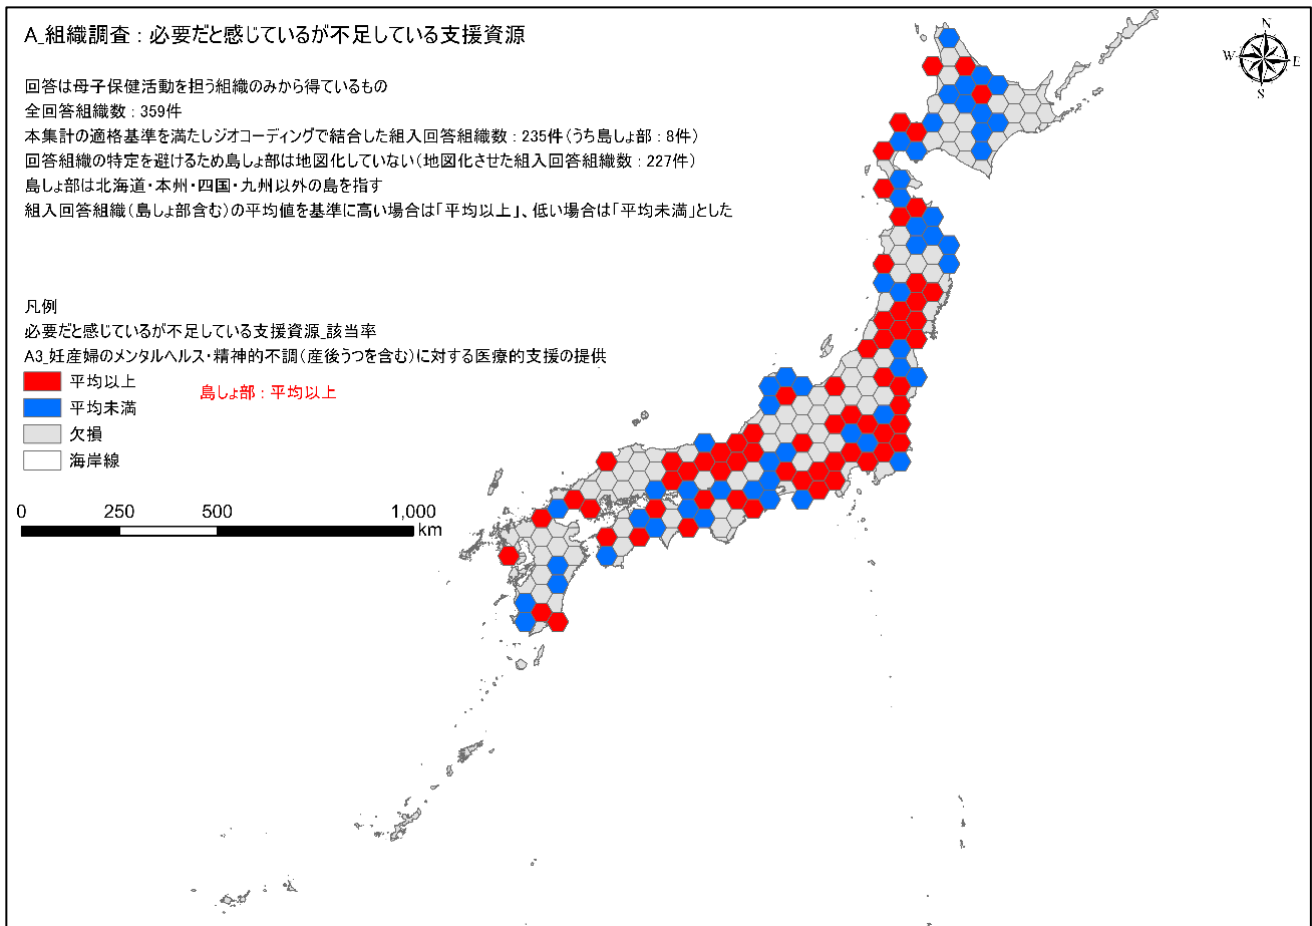 A_組織調査：必要だと感じているが不足している支援資源
回答は母子保健活動を担う組織のみから得ているもの
全回答組織数：359件
本集計の適格基準を満たしジオコーディングで結合した組入回答組織数：235件（うち島しょ部：8件）
回答組織の特定を避けるため島しょ部は地図化していない（地図化させた組入回答組織数：227件）
島しょ部は北海道・本州・四国・九州以外の島を指す
組入回答組織（島しょ部含む）の平均値を基準に高い場合は「平均以上」、低い場合は「平均未満」とした
N
W
E
S
凡例
必要だと感じているが不足している支援資源_該当率
A3_妊産婦のメンタルヘルス・精神的不調（産後うつを含む）に対する医療的支援の提供
平均以上
島しょ部：平均以上
平均未満
欠損
海岸線
0 250 500 1,000
km